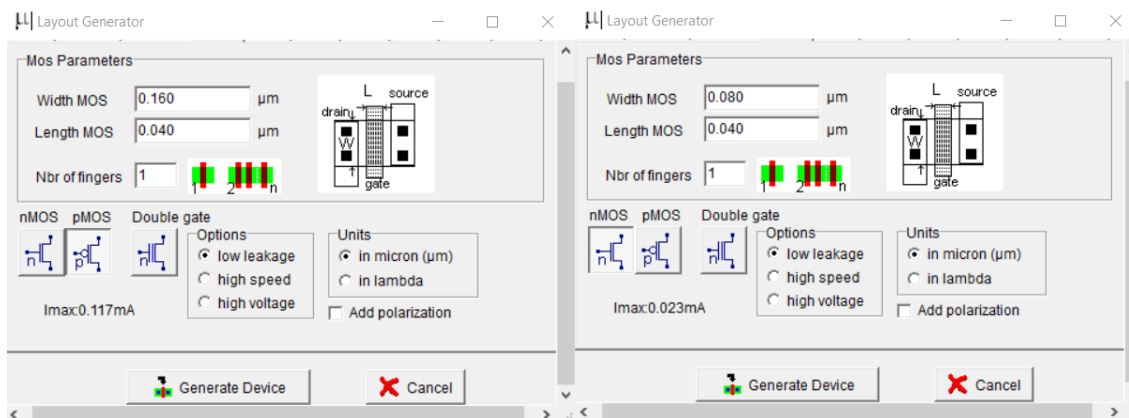 Layout Generator
Mos Parameters
Width MOS 0.160 µm
Length MOS 0.040 µm
Nbr of fingers 1
1 2 n
L source
drain
W
gate
nMOS pMOS Double gate
n p n
Options
low leakage
high speed
high voltage
Units
in micron (µm)
in lambda
Add polarization
Imax:0.117mA
Generate Device Cancel
Layout Generator
Mos Parameters
Width MOS 0.080 µm
Length MOS 0.040 µm
Nbr of fingers 1
1 2 n
L source
drain
W
gate
nMOS pMOS Double gate
n p n
Options
low leakage
high speed
high voltage
Units
in micron (µm)
in lambda
Add polarization
Imax:0.023mA
Generate Device Cancel